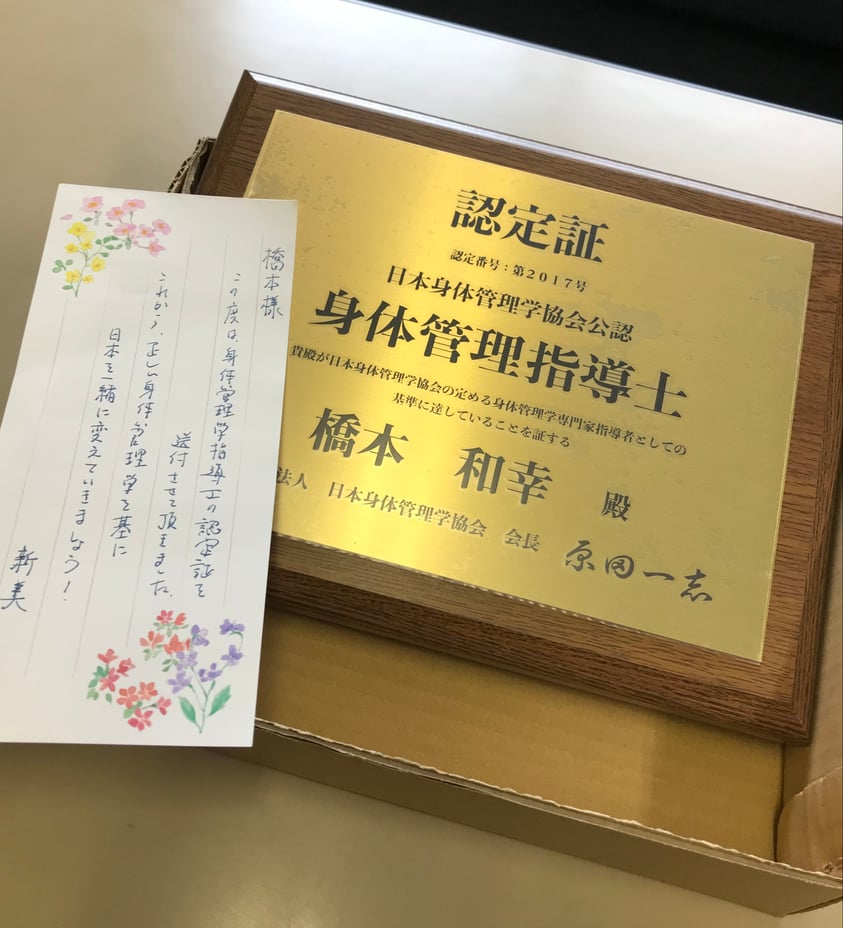 認定証
認定番号：第2017号
日本身体管理学協会公認
身体管理指導士
貴殿が日本身体管理学協会の定める身体管理学専門家指導者としての
基準に達していることを証する
橋本 和幸 殿
法人 日本身体管理学協会 会長 原田一志
橋本様
この度は、身体管理学指導士の認定証を
送付させて頂きました。
これから、正しい身体管理学を基に
日本を一緒に変えていきましょう！
新美